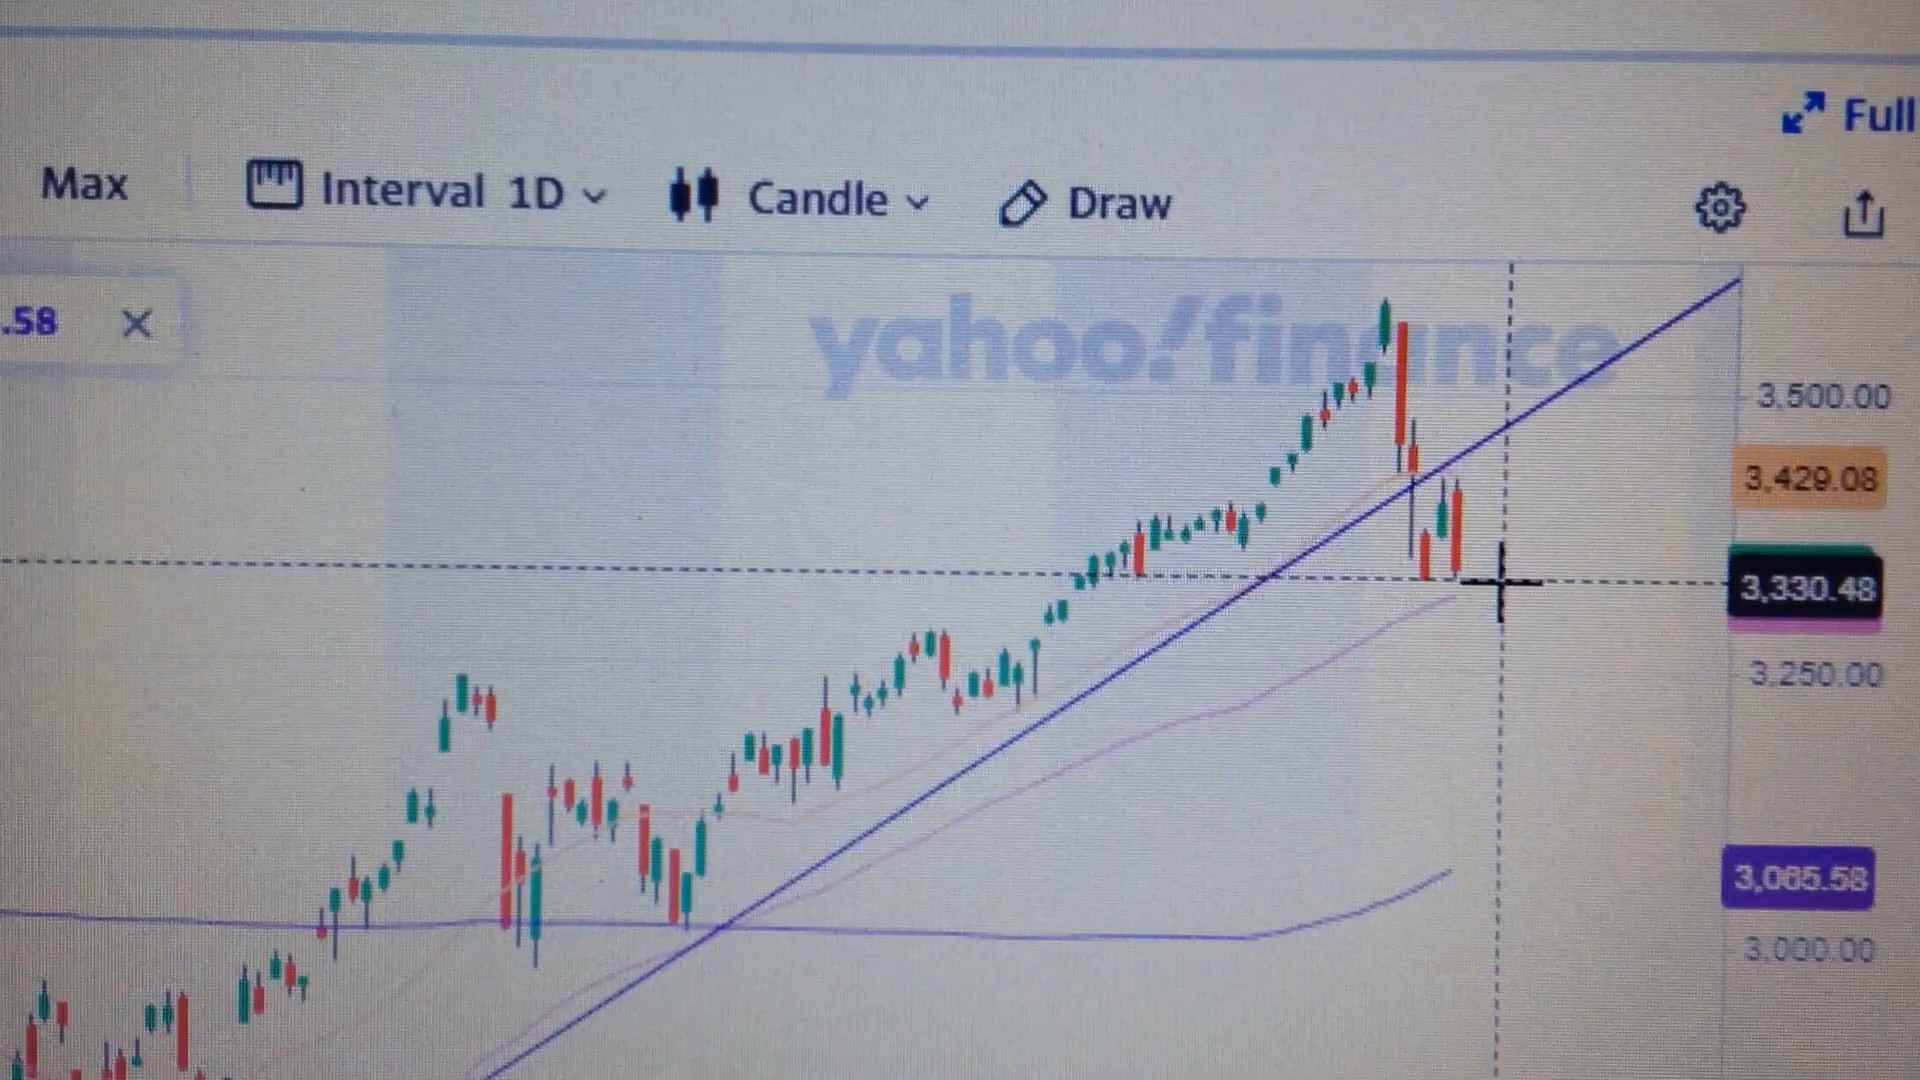 Full
Max
Interval 1D
Candle
Draw
yahoo!finance
.58
3,500.00
3,429.08
3,330.48
3,250.00
3,065.58
3,000.00